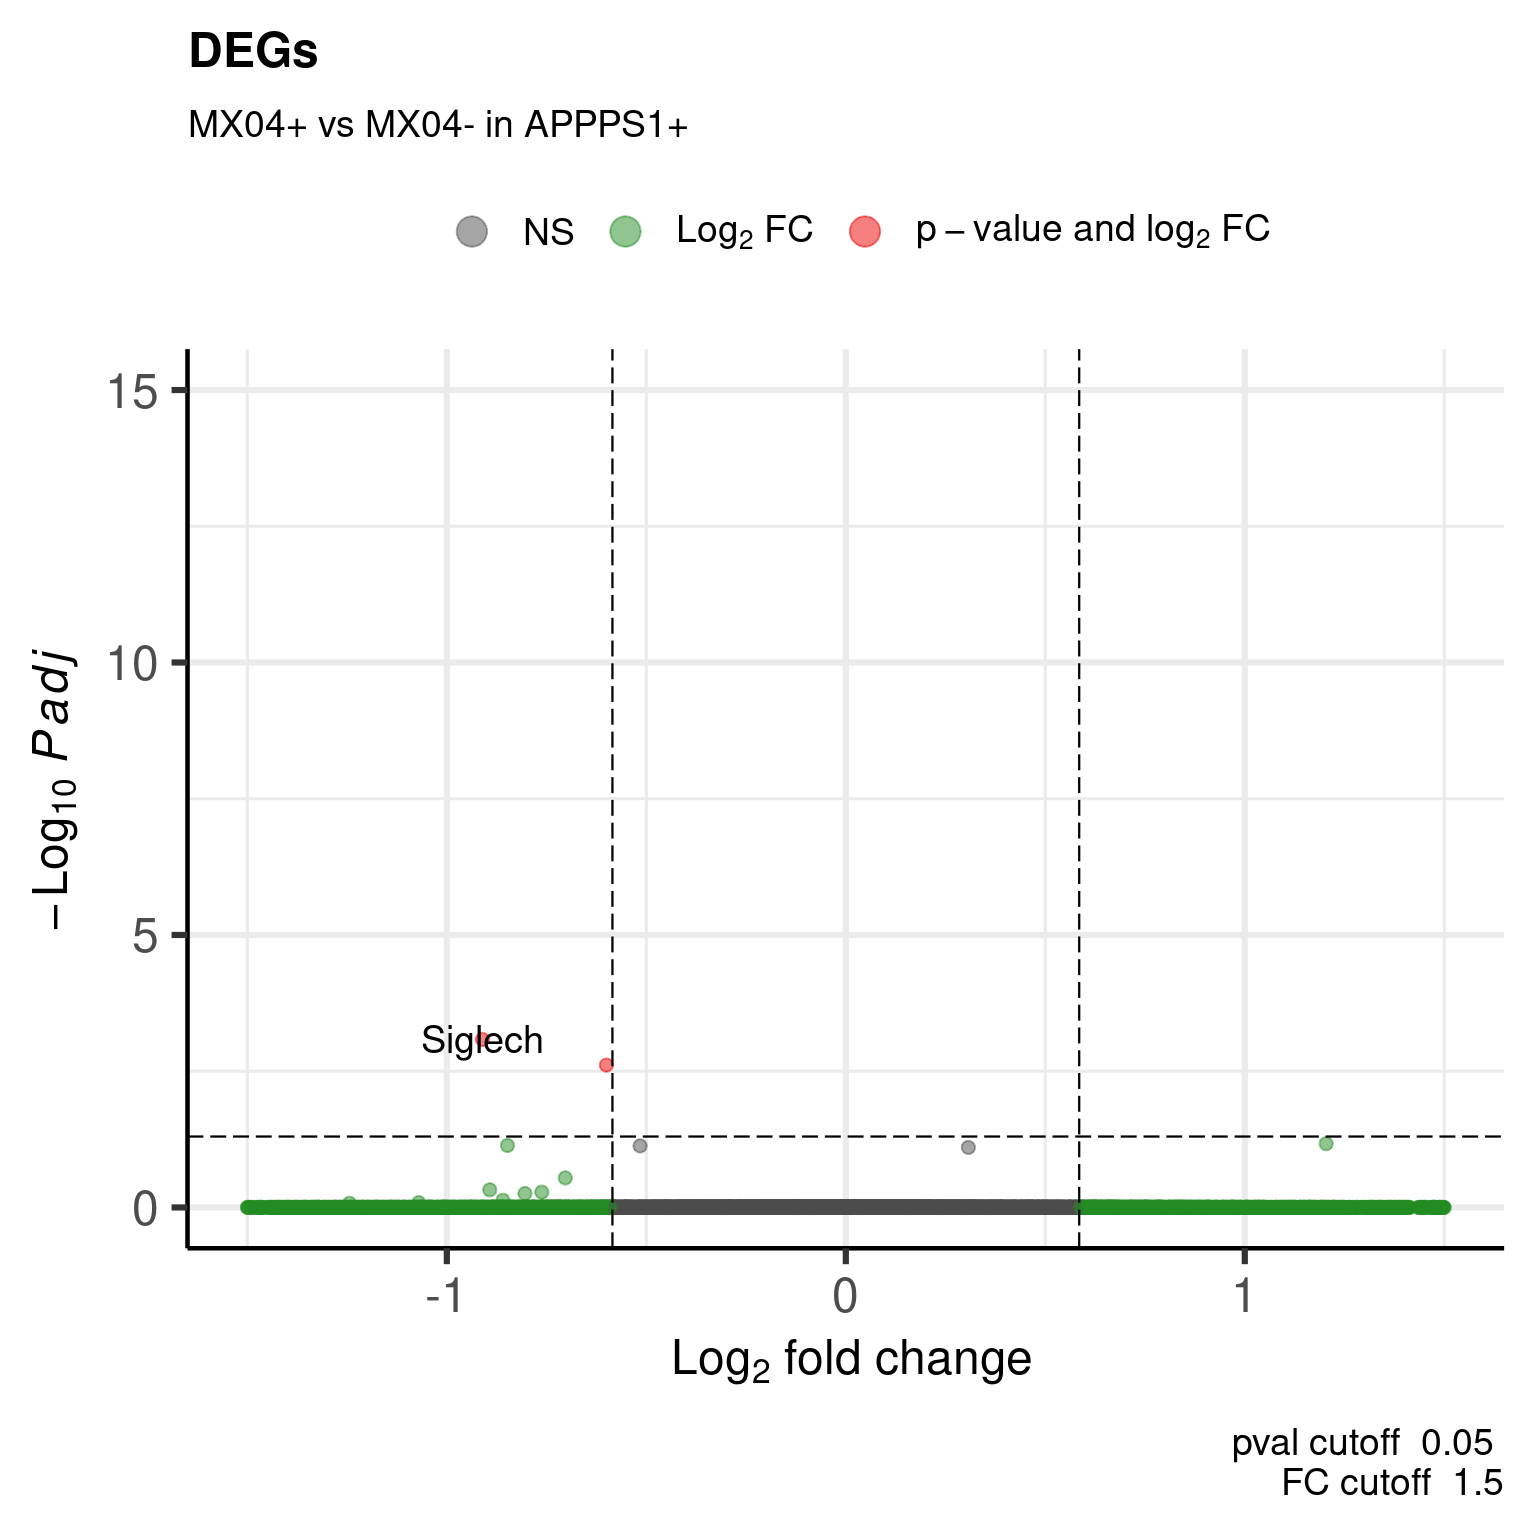 DEGs
MX04+ vs MX04- in APPPS1+
NS Log₂ FC p – value and log₂ FC
15
10
5
0
–Log₁₀ Padj
Siglech
-1 0 1
Log₂ fold change
pval cutoff 0.05
FC cutoff 1.5